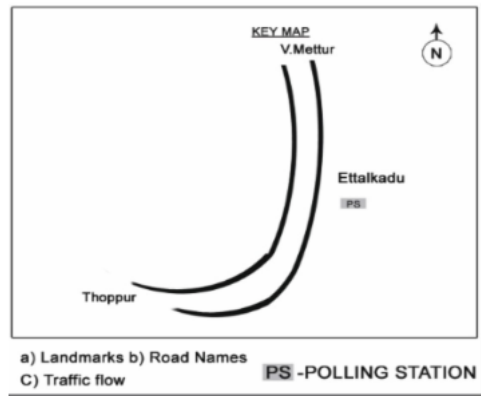 KEY MAP
V.Mettur
N
Ettalkadu
PS
Thoppur
a) Landmarks b) Road Names
C) Traffic flow
PS -POLLING STATION